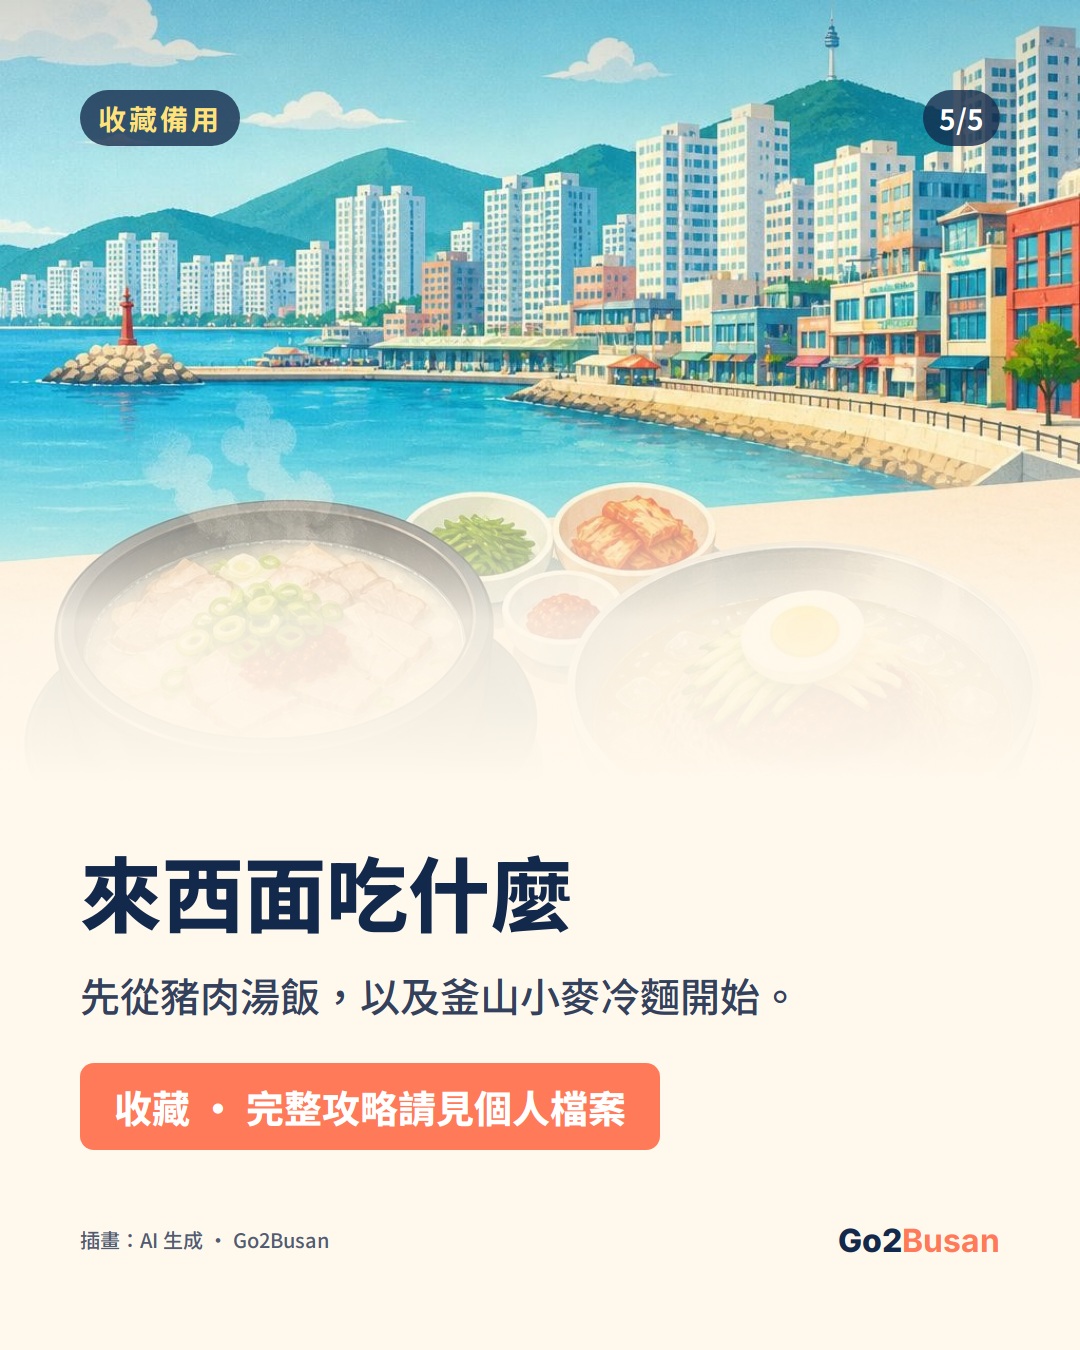 收藏備用
5/5
來西面吃什麼
先從豬肉湯飯，以及釜山小麥冷麵開始。
收藏 · 完整攻略請見個人檔案
插畫：AI 生成 · Go2Busan
Go2Busan